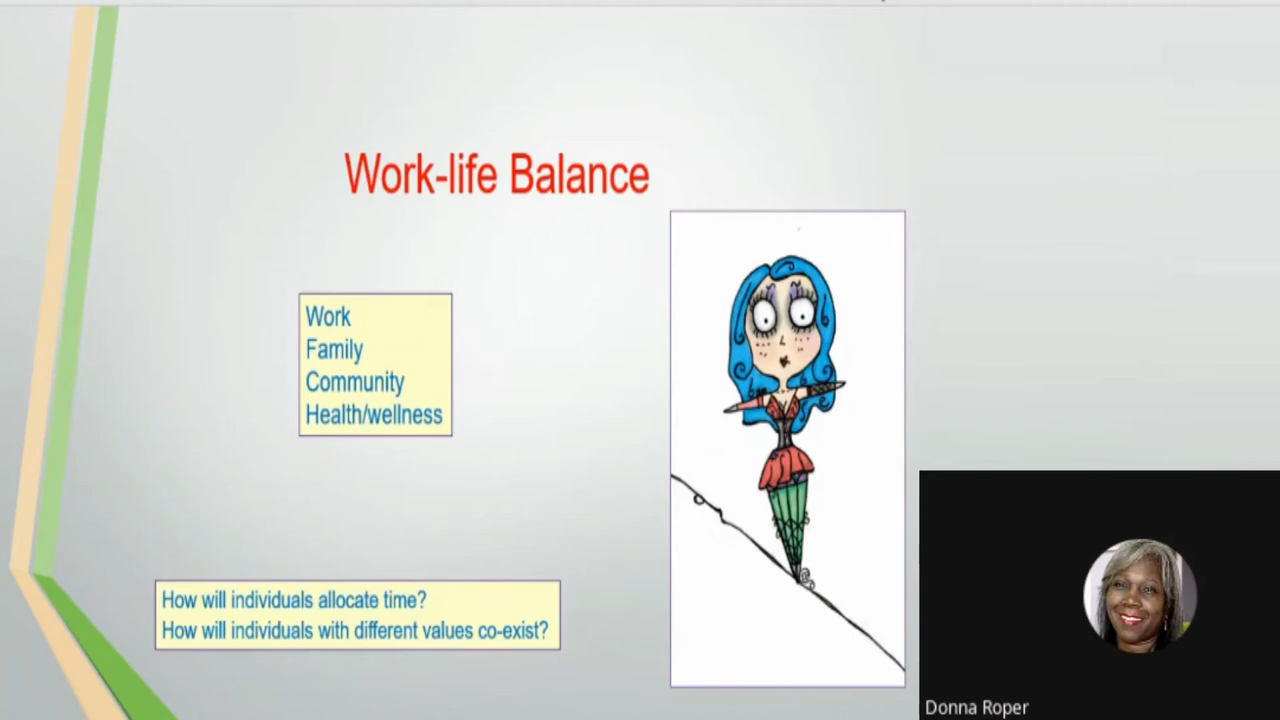 Work-life Balance
Work
Family
Community
Health/wellness
How will individuals allocate time?
How will individuals with different values co-exist?
Donna Roper